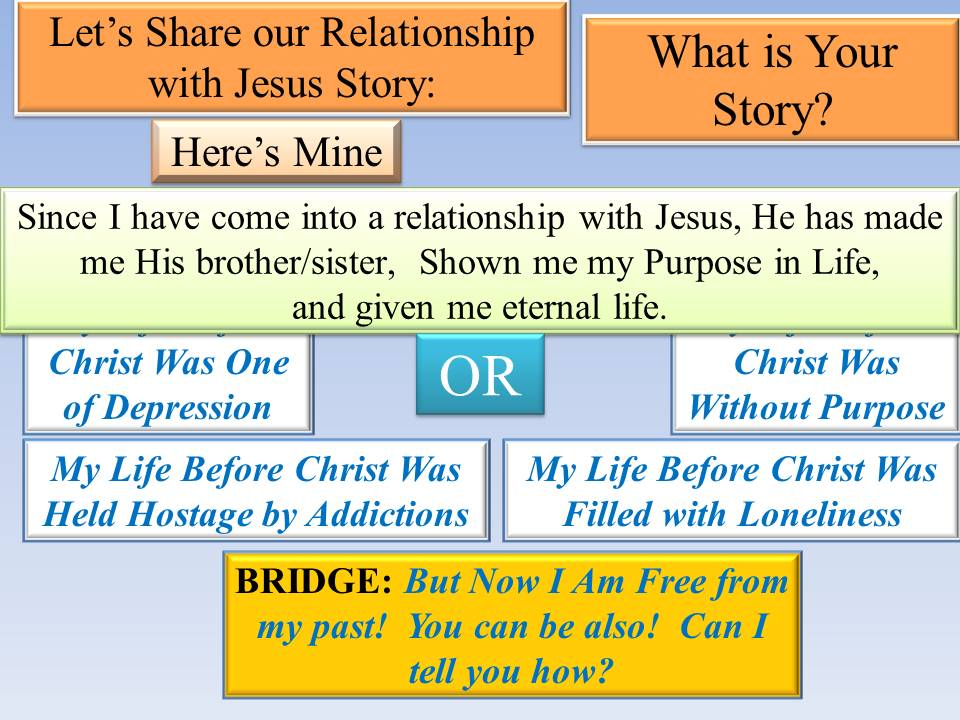 Let’s Share our Relationship
with Jesus Story:
What is Your
Story?
Here’s Mine
Since I have come into a relationship with Jesus, He has made
me His brother/sister,  Shown me my Purpose in Life,
and given me eternal life.
Christ Was One
of Depression
OR
Christ Was
Without Purpose
My Life Before Christ Was
Held Hostage by Addictions
My Life Before Christ Was
Filled with Loneliness
BRIDGE: But Now I Am Free from
my past!  You can be also!  Can I
tell you how?